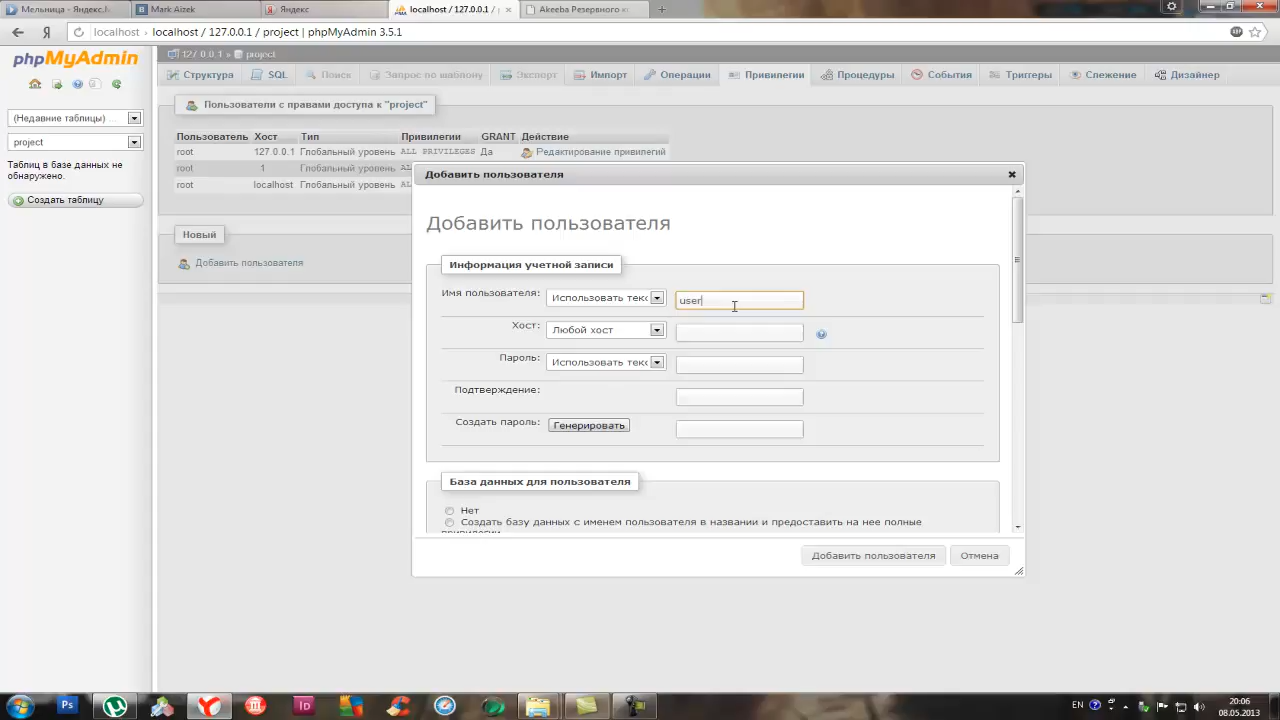 Мельница - Яндекс.
Mark Aizek
Яндекс
localhost / 127.0.0.1 /
Akeeba Резервного к
localhost localhost / 127.0.0.1 / project | phpMyAdmin 3.5.1
phpMyAdmin
127.0.0.1 » project
Структура SQL Поиск Запрос по шаблону Экспорт Импорт Операции Привилегии Процедуры События Триггеры Слежение Дизайнер
(Недавние таблицы) ...
project
Таблиц в базе данных не
обнаружено.
Создать таблицу
Пользователи с правами доступа к "project"
Пользователь Хост Тип Привилегии GRANT Действие
root 127.0.0.1 Глобальный уровень ALL PRIVILEGES Да Редактирование привилегий
root 1 Глобальный уровень
root localhost Глобальный уровень
Новый
Добавить пользователя
Добавить пользователя
Добавить пользователя
Информация учетной записи
Имя пользователя: Использовать текс user
Хост: Любой хост
Пароль: Использовать текс
Подтверждение:
Создать пароль: Генерировать
База данных для пользователя
Нет
Создать базу данных с именем пользователя в названии и предоставить на нее полные
привилегии
Добавить пользователя Отмена
Ps
Id
EN
20:06
08.05.2013